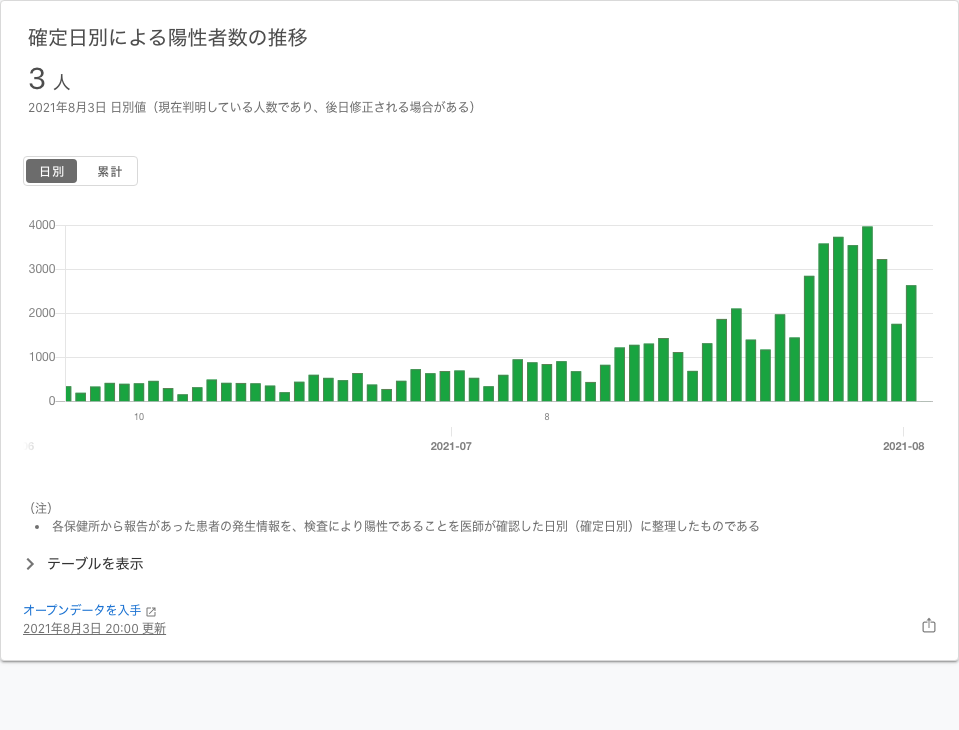 確定日別による陽性者数の推移
3 人
2021年8月3日 日別値（現在判明している人数であり、後日修正される場合がある）
日別 累計
4000
3000
2000
1000
0
10 8
2021-07 2021-08
（注）
• 各保健所から報告があった患者の発生情報を、検査により陽性であることを医師が確認した日別（確定日別）に整理したものである
テーブルを表示
オープンデータを入手
2021年8月3日 20:00 更新